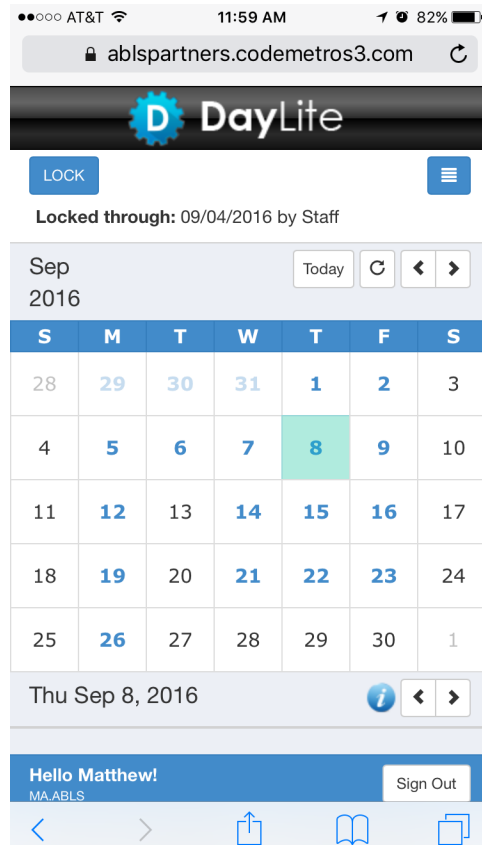 AT&T 11:59 AM 82%
ablspartners.codemetros3.com
D DayLite
LOCK
Locked through: 09/04/2016 by Staff
Sep
2016
Today
S M T W T F S
28 29 30 31 1 2 3
4 5 6 7 8 9 10
11 12 13 14 15 16 17
18 19 20 21 22 23 24
25 26 27 28 29 30 1
Thu Sep 8, 2016
i
Hello Matthew!
MA.ABLS
Sign Out